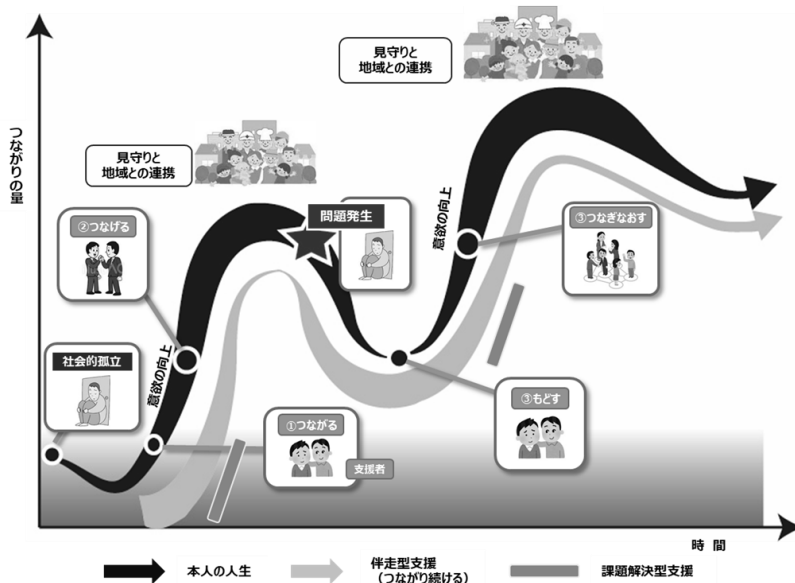 見守りと
地域との連携
つながりの量
見守りと
地域との連携
②つなげる
問題発生
意欲の向上
③つなぎなおす
社会的孤立
意欲の向上
①つながる
支援者
③もどす
時 間
本人の人生
伴走型支援
(つながり続ける)
課題解決型支援